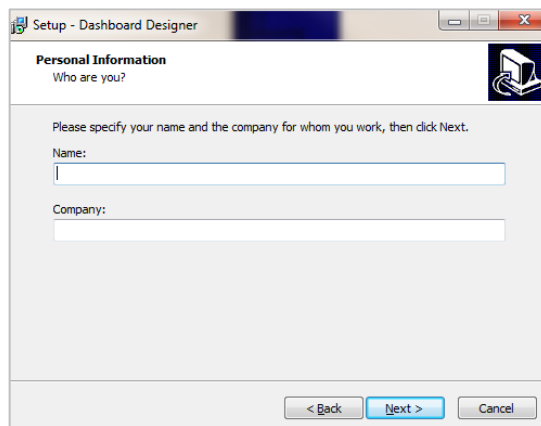 Setup - Dashboard Designer
Personal Information
Who are you?
Please specify your name and the company for whom you work, then click Next.
Name:
Company:
< Back
Next >
Cancel